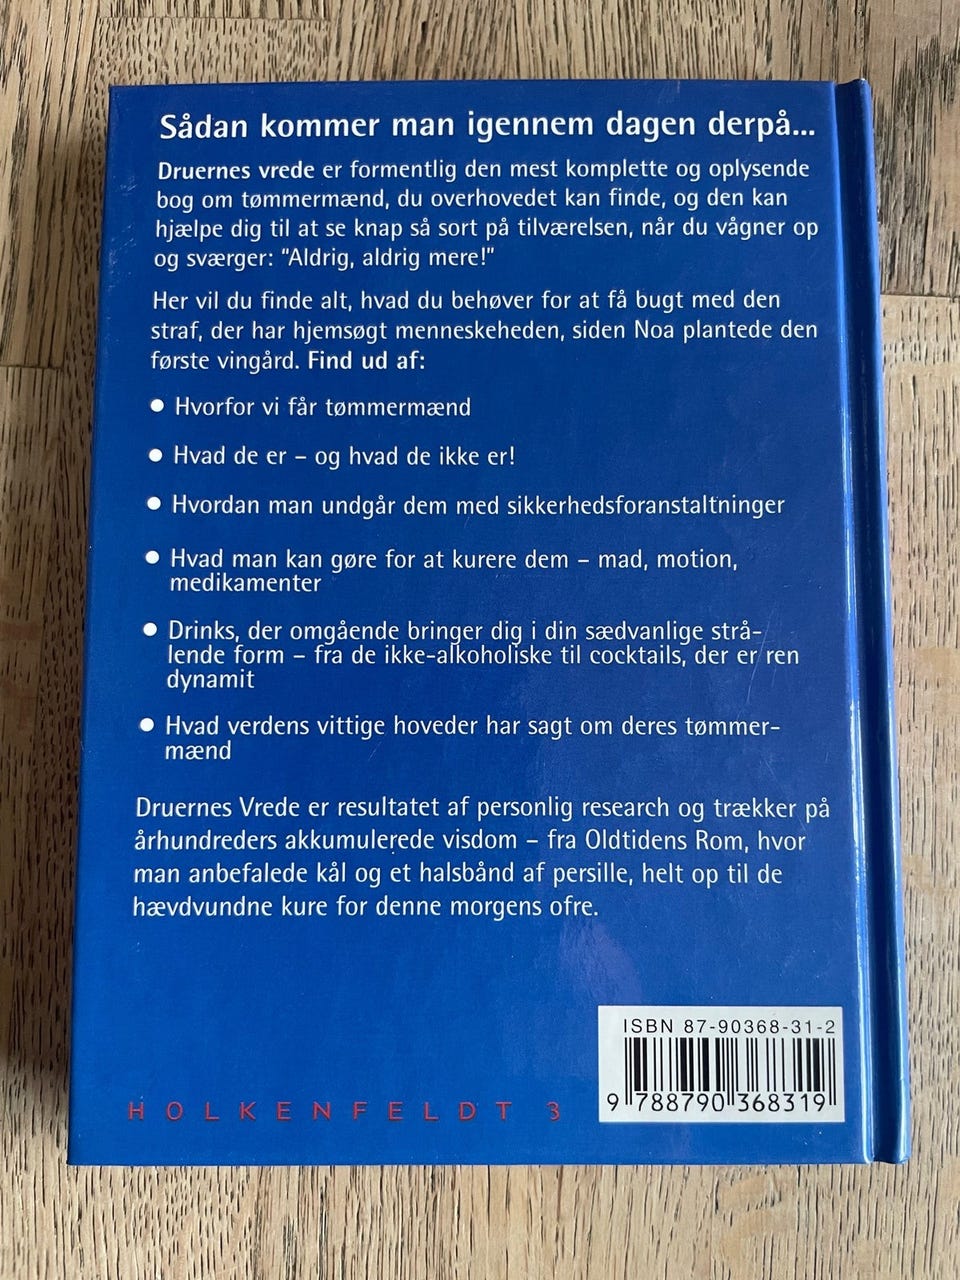 Sådan kommer man igennem dagen derpå...
Druernes vrede er formentlig den mest komplette og oplysende
bog om tømmermænd, du overhovedet kan finde, og den kan
hjælpe dig til at se knap så sort på tilværelsen, når du vågner op
og sværger: “Aldrig, aldrig mere!”
Her vil du finde alt, hvad du behøver for at få bugt med den
straf, der har hjemsøgt menneskeheden, siden Noa plantede den
første vingård. Find ud af:
● Hvorfor vi får tømmermænd
● Hvad de er – og hvad de ikke er!
● Hvordan man undgår dem med sikkerhedsforanstaltninger
● Hvad man kan gøre for at kurere dem – mad, motion,
medikamenter
● Drinks, der omgående bringer dig i din sædvanlige strå-
lende form – fra de ikke-alkoholiske til cocktails, der er ren
dynamit
● Hvad verdens vittige hoveder har sagt om deres tømmer-
mænd
Druernes Vrede er resultatet af personlig research og trækker på
århundreders akkumulerede visdom – fra Oldtidens Rom, hvor
man anbefalede kål og et halsbånd af persille, helt op til de
hævdvundne kure for denne morgens ofre.
ISBN 87-90368-31-2
9 788790 368319
HOLKENFELDT 3